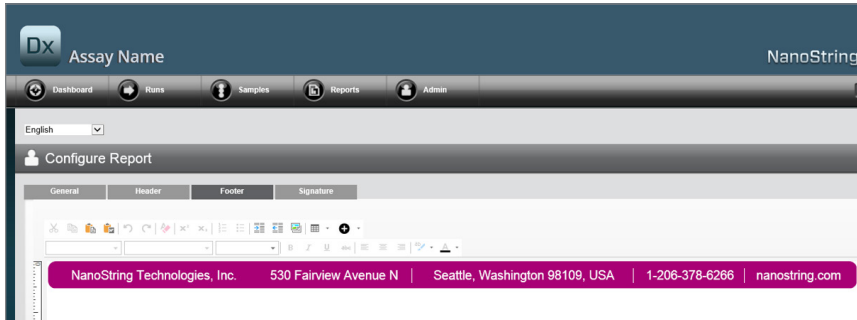 Dx Assay Name NanoString
Dashboard Runs Samples Reports Admin
English
Configure Report
General Header Footer Signature
B I U abc A
NanoString Technologies, Inc. 530 Fairview Avenue N | Seattle, Washington 98109, USA | 1-206-378-6266 | nanostring.com